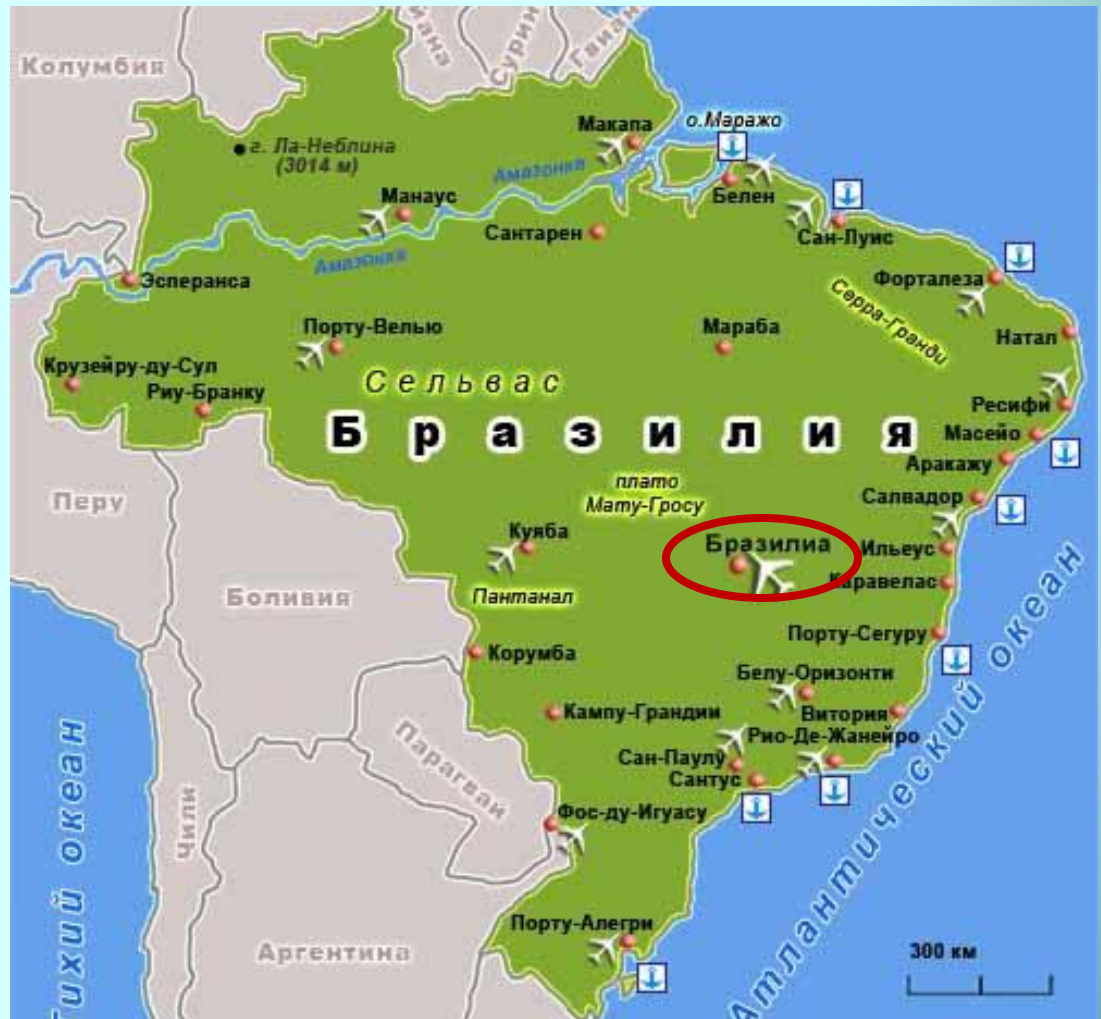 Колумбия
Сурин
Макапа
о.Маражо
г. Ла-Неблина
(3014 м)
Амазонка
Манаус
Белен
Сантарен
Сан-Луис
Амазонка
Эсперанса
Форталеза
Серра-Гранди
Порту-Велью
Мараба
Натал
Крузейру-ду-Сул
Сельвас
Риу-Бранку
Ресифи
Бразилия
Масейо
Аракажу
Перу
плато
Мату-Гросу
Салвадор
Куяба
Бразилиа
Ильеус
Каравелас
Боливия
Пантанал
Порту-Сегуру
Корумба
Белу-Оризонти
Кампу-Грандии
Витория
Рио-Де-Жанейро
Парагвай
Сан-Паулу
Сантус
Тихий океан
Чили
Фос-ду-Игуасу
Атлантический океан
Порту-Алегри
Аргентина
300 км